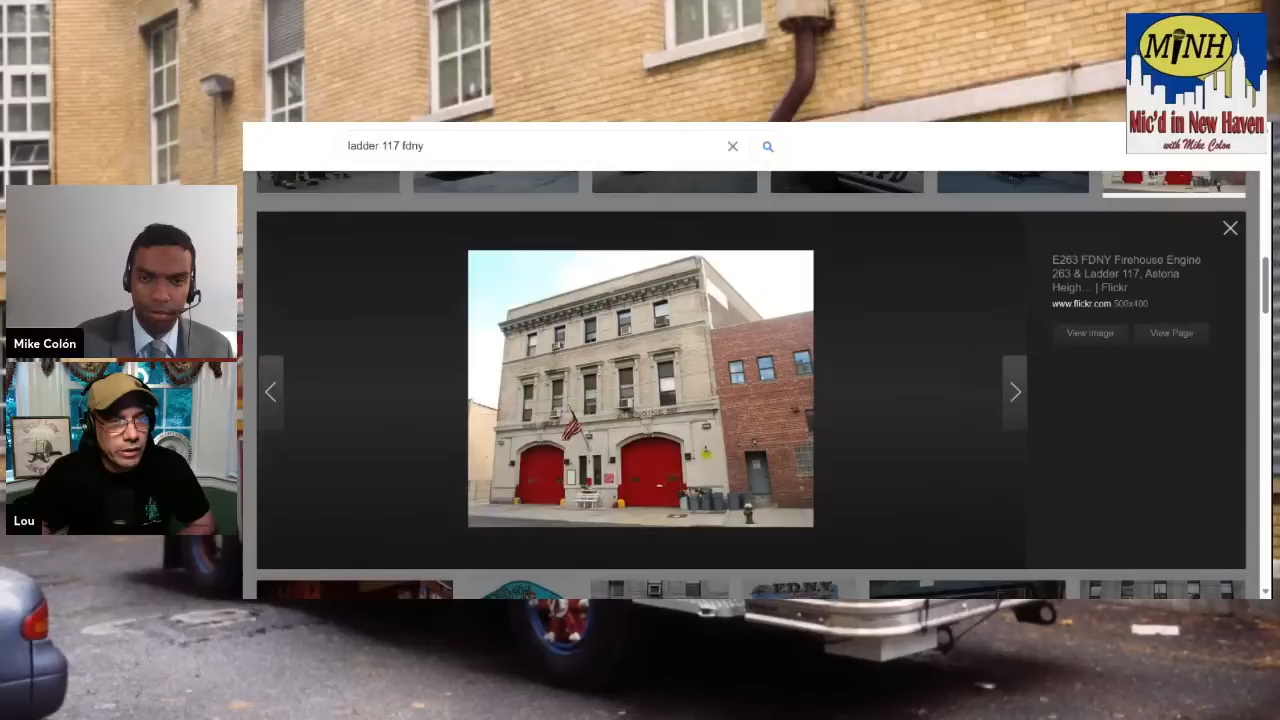 MiNH
Mic'd in New Haven
with Mike Colon
ladder 117 fdny
E263 FDNY Firehouse Engine
263 & Ladder 117, Astoria
Heigh... | Flickr
www.flickr.com 500x400
View Image
View Page
Mike Colón
Lou
FDNY